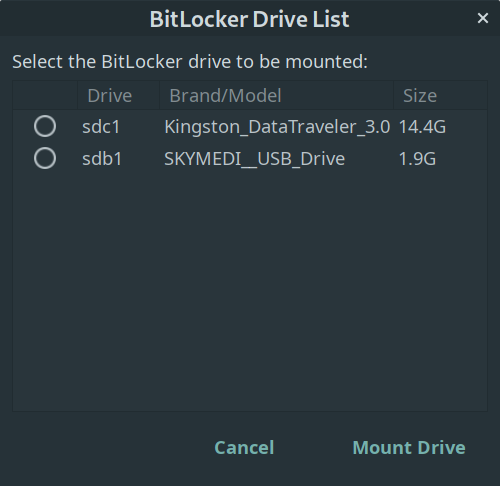 BitLocker Drive List
Select the BitLocker drive to be mounted:
Drive Brand/Model Size
sdc1 Kingston_DataTraveler_3.0 14.4G
sdb1 SKYMEDI__USB_Drive 1.9G
Cancel Mount Drive